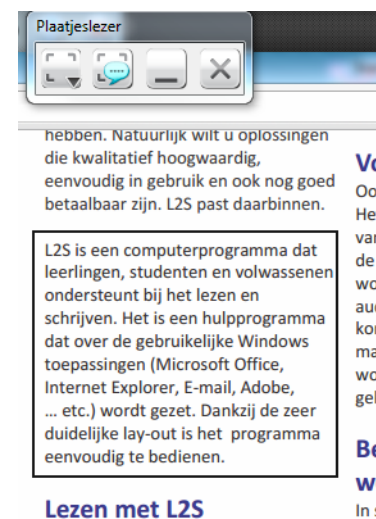 Plaatjeslezer
hebben. Natuurlijk wilt u oplossingen
die kwalitatief hoogwaardig,
eenvoudig in gebruik en ook nog goed
betaalbaar zijn. L2S past daarbinnen.
L2S is een computerprogramma dat
leerlingen, studenten en volwassenen
ondersteunt bij het lezen en
schrijven. Het is een hulpprogramma
dat over de gebruikelijke Windows
toepassingen (Microsoft Office,
Internet Explorer, E-mail, Adobe,
... etc.) wordt gezet. Dankzij de zeer
duidelijke lay-out is het programma
eenvoudig te bedienen.
Lezen met L2S
In